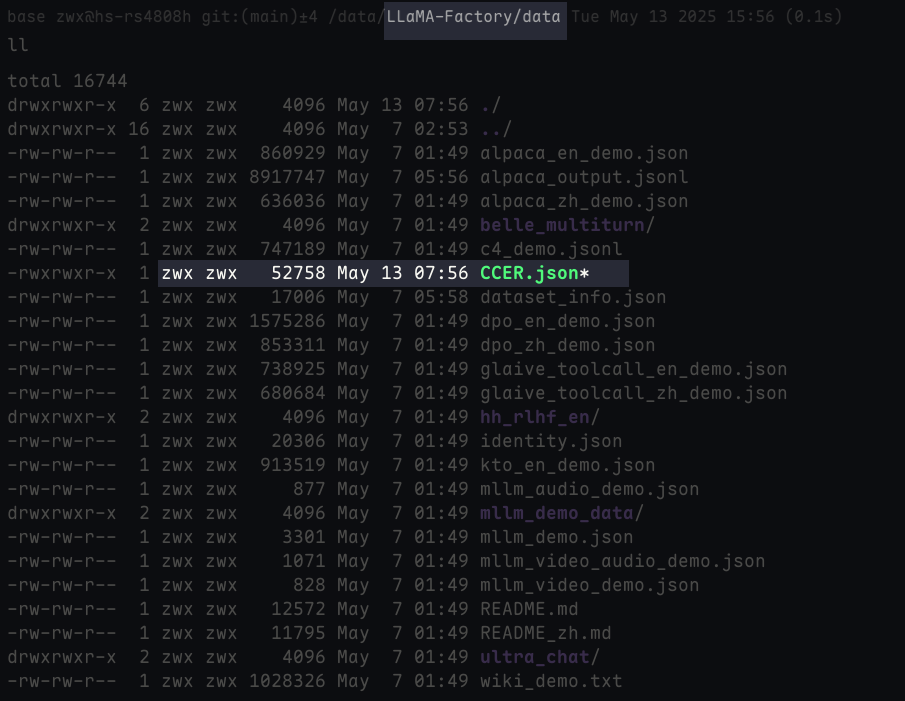 base zwx@hs-rs4808h git:(main)±4 /data/LLaMA-Factory/data Tue May 13 2025 15:56 (0.1s)
ll
total 16744
drwxrwxr-x  6 zwx zwx    4096 May 13 07:56 ./
drwxrwxr-x 16 zwx zwx    4096 May  7 02:53 ../
-rw-rw-r--  1 zwx zwx  860929 May  7 01:49 alpaca_en_demo.json
-rw-rw-r--  1 zwx zwx 8917747 May  7 05:56 alpaca_output.jsonl
-rw-rw-r--  1 zwx zwx  636036 May  7 01:49 alpaca_zh_demo.json
drwxrwxr-x  2 zwx zwx    4096 May  7 01:49 belle_multiturn/
-rw-rw-r--  1 zwx zwx  747189 May  7 01:49 c4_demo.jsonl
-rwxrwxr-x  1 zwx zwx   52758 May 13 07:56 CCER.json*
-rw-rw-r--  1 zwx zwx   17006 May  7 05:58 dataset_info.json
-rw-rw-r--  1 zwx zwx 1575286 May  7 01:49 dpo_en_demo.json
-rw-rw-r--  1 zwx zwx  853311 May  7 01:49 dpo_zh_demo.json
-rw-rw-r--  1 zwx zwx  738925 May  7 01:49 glaive_toolcall_en_demo.json
-rw-rw-r--  1 zwx zwx  680684 May  7 01:49 glaive_toolcall_zh_demo.json
drwxrwxr-x  2 zwx zwx    4096 May  7 01:49 hh_rlhf_en/
-rw-rw-r--  1 zwx zwx   20306 May  7 01:49 identity.json
-rw-rw-r--  1 zwx zwx  913519 May  7 01:49 kto_en_demo.json
-rw-rw-r--  1 zwx zwx     877 May  7 01:49 mllm_audio_demo.json
drwxrwxr-x  2 zwx zwx    4096 May  7 01:49 mllm_demo_data/
-rw-rw-r--  1 zwx zwx    3301 May  7 01:49 mllm_demo.json
-rw-rw-r--  1 zwx zwx    1071 May  7 01:49 mllm_video_audio_demo.json
-rw-rw-r--  1 zwx zwx     828 May  7 01:49 mllm_video_demo.json
-rw-rw-r--  1 zwx zwx   12572 May  7 01:49 README.md
-rw-rw-r--  1 zwx zwx   11795 May  7 01:49 README_zh.md
drwxrwxr-x  2 zwx zwx    4096 May  7 01:49 ultra_chat/
-rw-rw-r--  1 zwx zwx 1028326 May  7 01:49 wiki_demo.txt